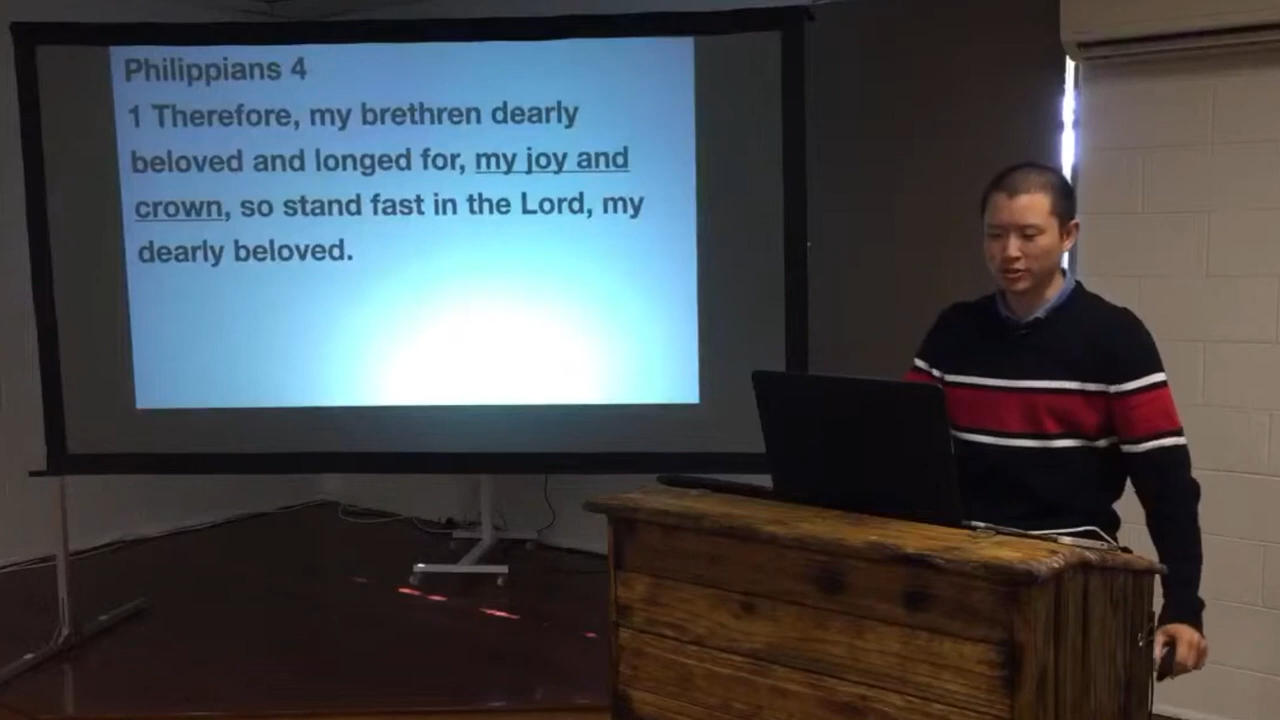 Philippians 4
1 Therefore, my brethren dearly
beloved and longed for, my joy and
crown, so stand fast in the Lord, my
dearly beloved.